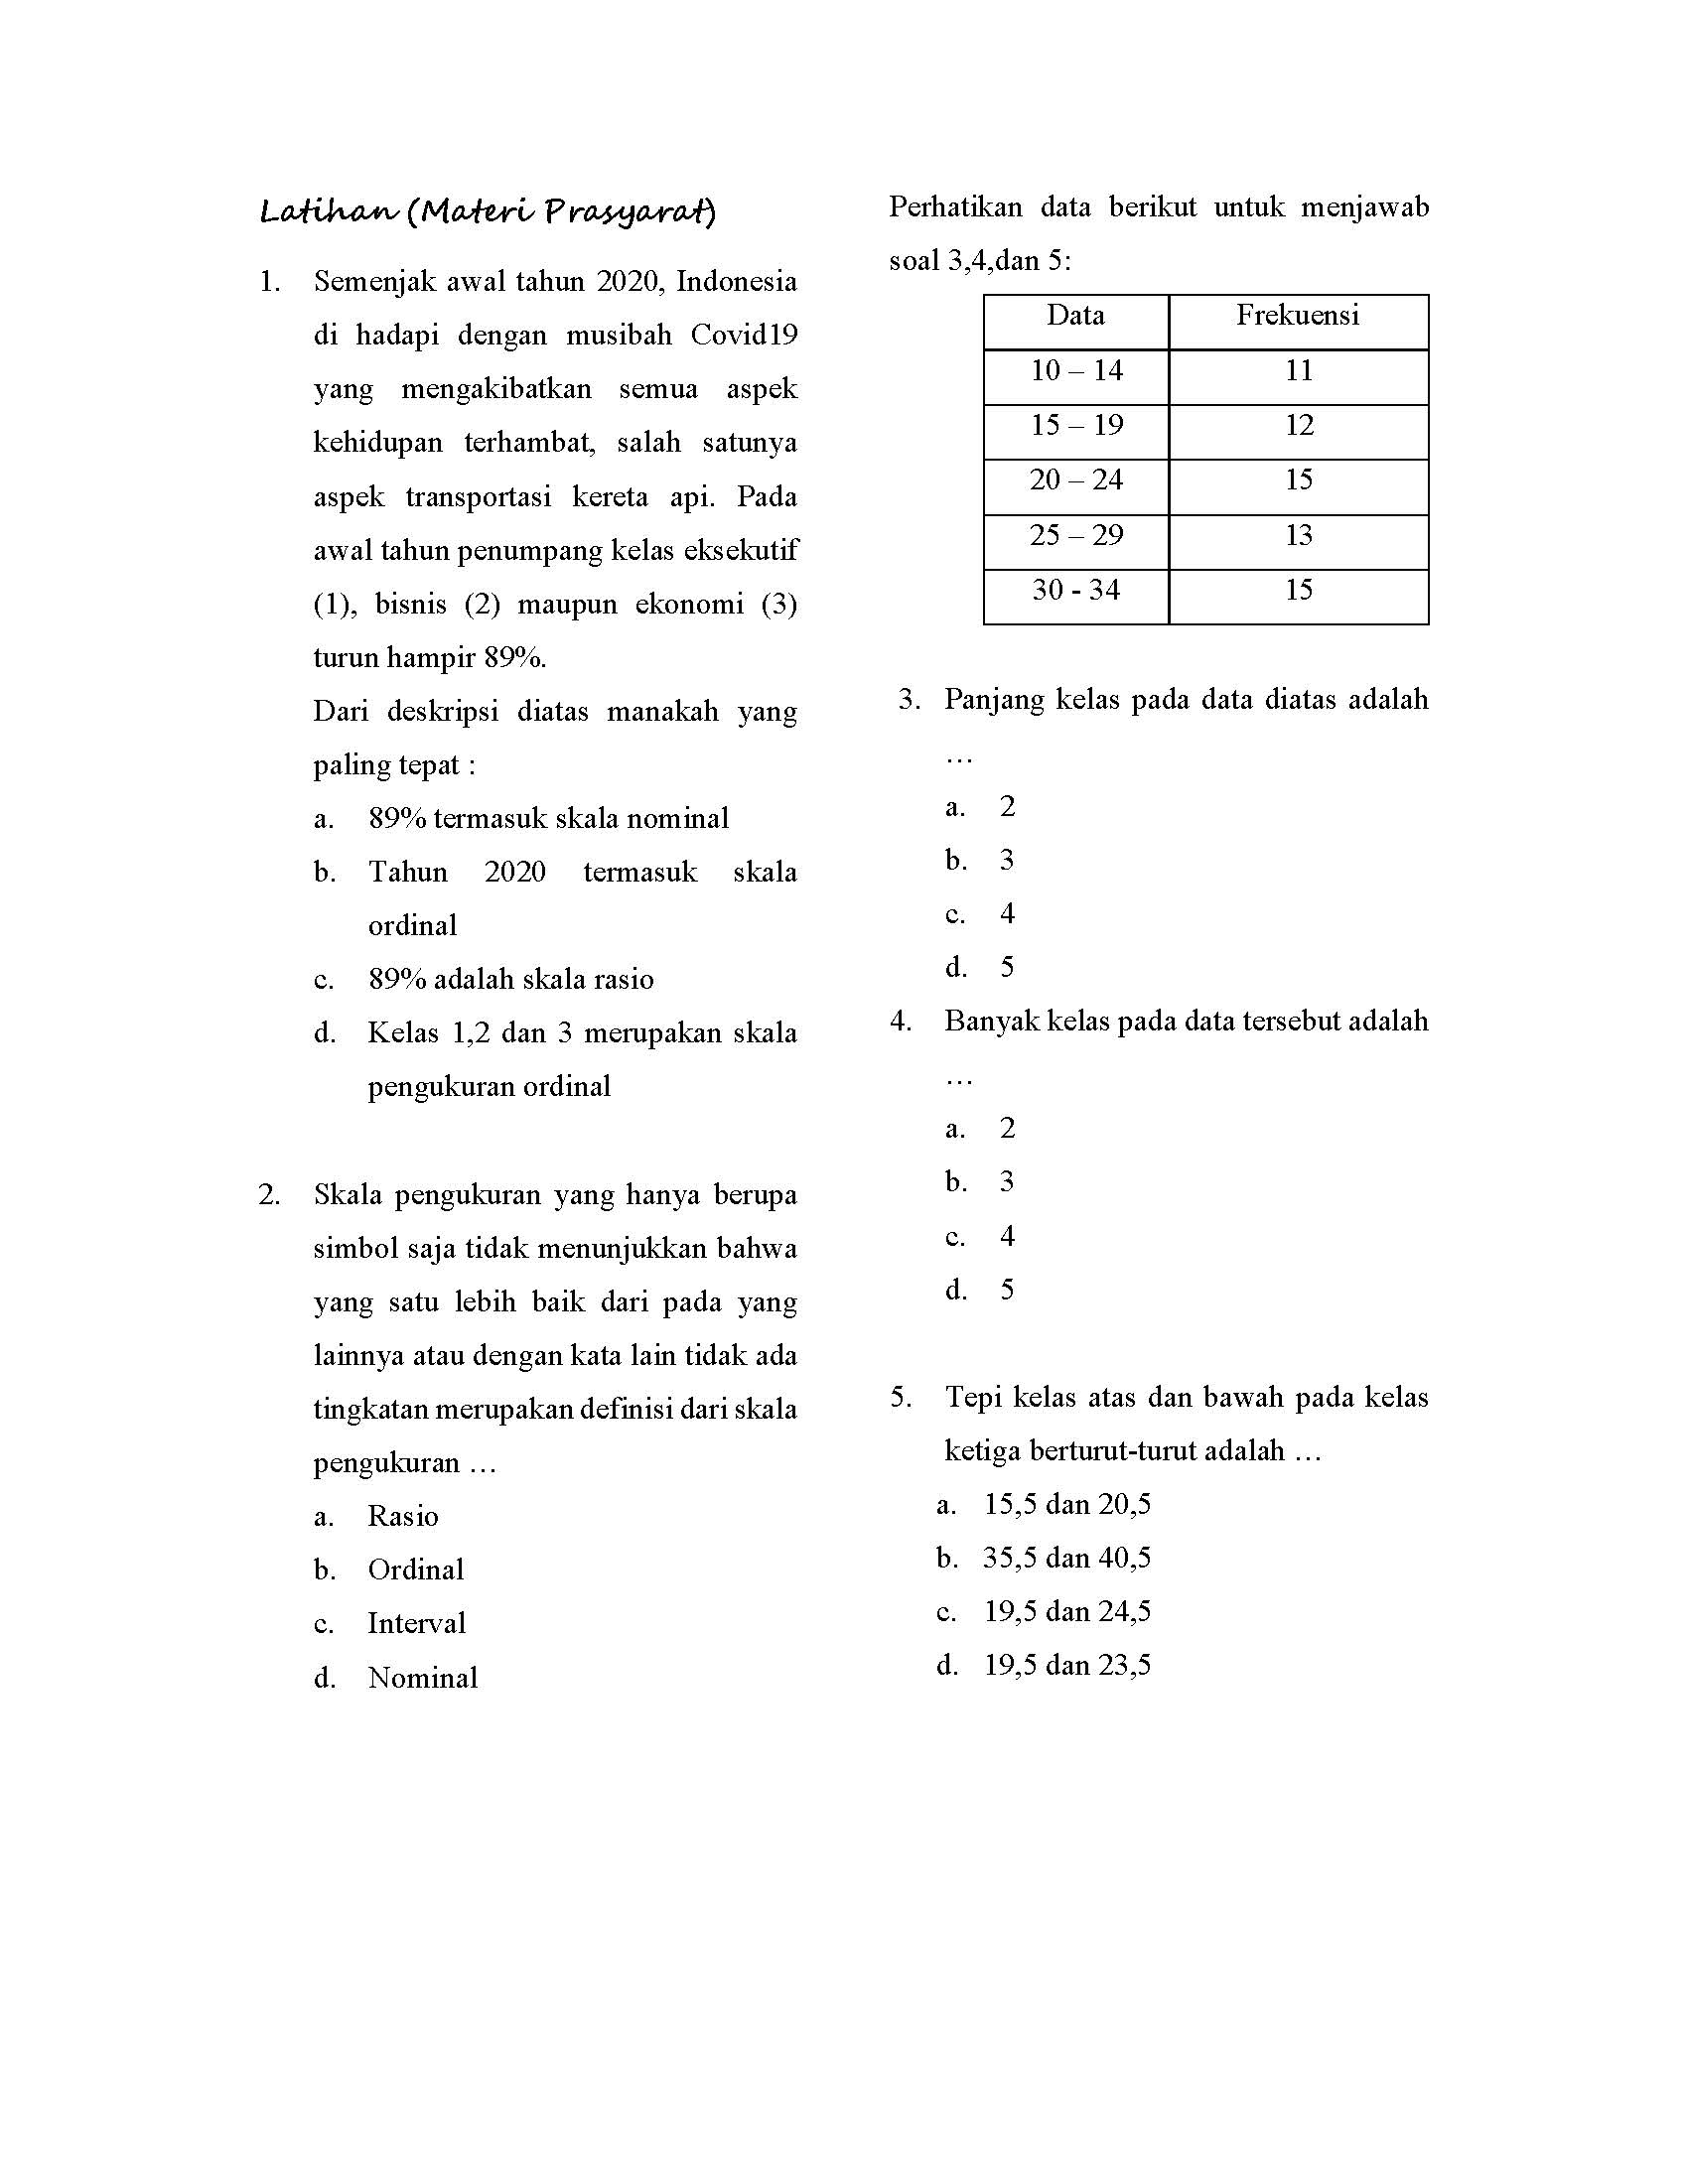 Latihan (Materi Prasyarat)
1. Semenjak awal tahun 2020, Indonesia
di hadapi dengan musibah Covid19
yang mengakibatkan semua aspek
kehidupan terhambat, salah satunya
aspek transportasi kereta api. Pada
awal tahun penumpang kelas eksekutif
(1), bisnis (2) maupun ekonomi (3)
turun hampir 89%.
Dari deskripsi diatas manakah yang
paling tepat :
a. 89% termasuk skala nominal
b. Tahun 2020 termasuk skala
ordinal
c. 89% adalah skala rasio
d. Kelas 1,2 dan 3 merupakan skala
pengukuran ordinal
2. Skala pengukuran yang hanya berupa
simbol saja tidak menunjukkan bahwa
yang satu lebih baik dari pada yang
lainnya atau dengan kata lain tidak ada
tingkatan merupakan definisi dari skala
pengukuran …
a. Rasio
b. Ordinal
c. Interval
d. Nominal
Perhatikan data berikut untuk menjawab
soal 3,4,dan 5:
Data Frekuensi
10 – 14 11
15 – 19 12
20 – 24 15
25 – 29 13
30 - 34 15
3. Panjang kelas pada data diatas adalah
…
a. 2
b. 3
c. 4
d. 5
4. Banyak kelas pada data tersebut adalah
…
a. 2
b. 3
c. 4
d. 5
5. Tepi kelas atas dan bawah pada kelas
ketiga berturut-turut adalah …
a. 15,5 dan 20,5
b. 35,5 dan 40,5
c. 19,5 dan 24,5
d. 19,5 dan 23,5